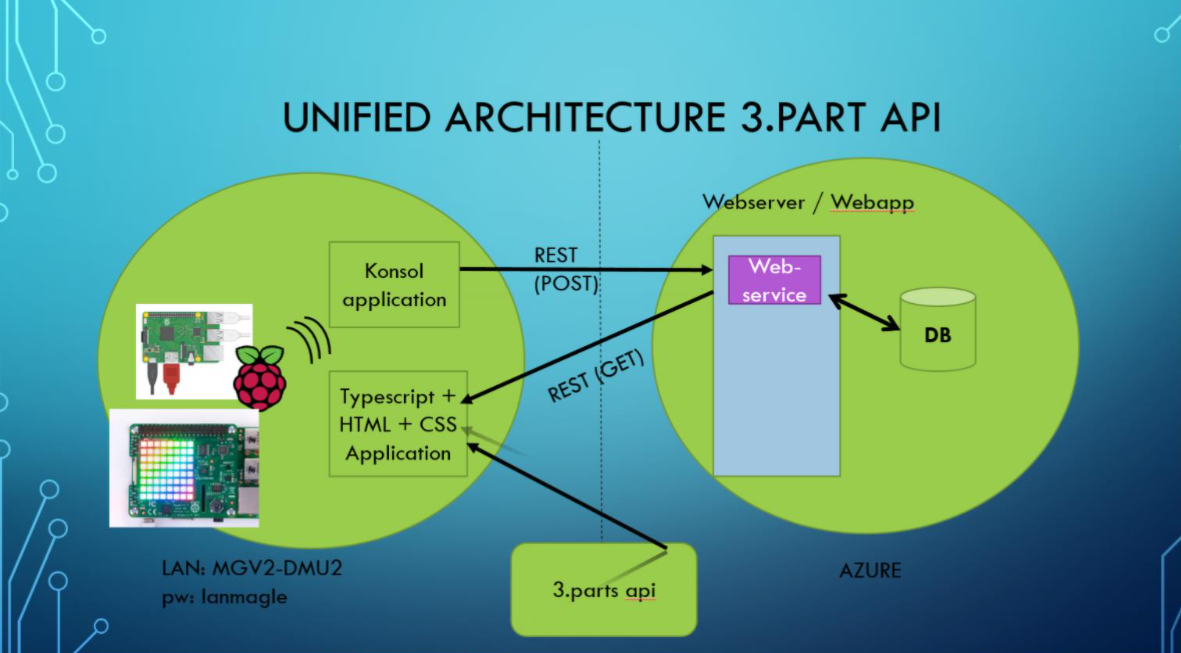 UNIFIED ARCHITECTURE 3.PART API
Webserver / Webapp
Konsol
application
REST
(POST)
Web-
service
DB
REST (GET)
Typescript +
HTML + CSS
Application
LAN: MGV2-DMU2
pw: lanmagle
3.parts api
AZURE